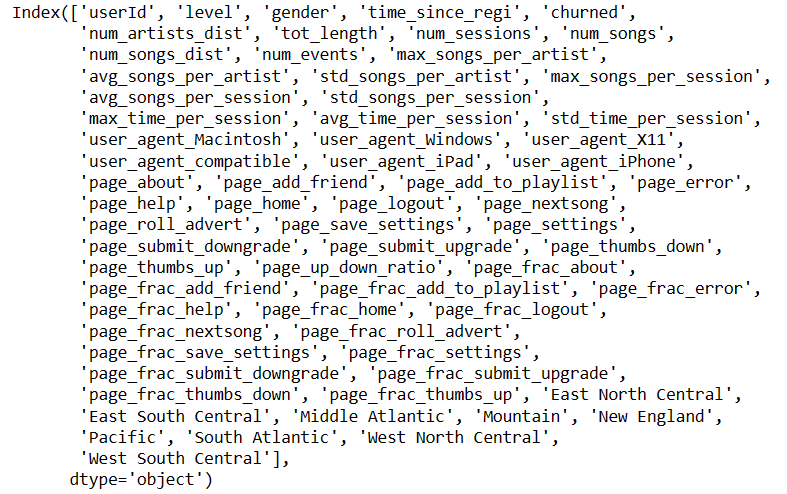 Index(['userId', 'level', 'gender', 'time_since_regi', 'churned',
'num_artists_dist', 'tot_length', 'num_sessions', 'num_songs',
'num_songs_dist', 'num_events', 'max_songs_per_artist',
'avg_songs_per_artist', 'std_songs_per_artist', 'max_songs_per_session',
'avg_songs_per_session', 'std_songs_per_session',
'max_time_per_session', 'avg_time_per_session', 'std_time_per_session',
'user_agent_Macintosh', 'user_agent_Windows', 'user_agent_X11',
'user_agent_compatible', 'user_agent_iPad', 'user_agent_iPhone',
'page_about', 'page_add_friend', 'page_add_to_playlist', 'page_error',
'page_help', 'page_home', 'page_logout', 'page_nextsong',
'page_roll_advert', 'page_save_settings', 'page_settings',
'page_submit_downgrade', 'page_submit_upgrade', 'page_thumbs_down',
'page_thumbs_up', 'page_up_down_ratio', 'page_frac_about',
'page_frac_add_friend', 'page_frac_add_to_playlist', 'page_frac_error',
'page_frac_help', 'page_frac_home', 'page_frac_logout',
'page_frac_nextsong', 'page_frac_roll_advert',
'page_frac_save_settings', 'page_frac_settings',
'page_frac_submit_downgrade', 'page_frac_submit_upgrade',
'page_frac_thumbs_down', 'page_frac_thumbs_up', 'East North Central',
'East South Central', 'Middle Atlantic', 'Mountain', 'New England',
'Pacific', 'South Atlantic', 'West North Central',
'West South Central'],
dtype='object')